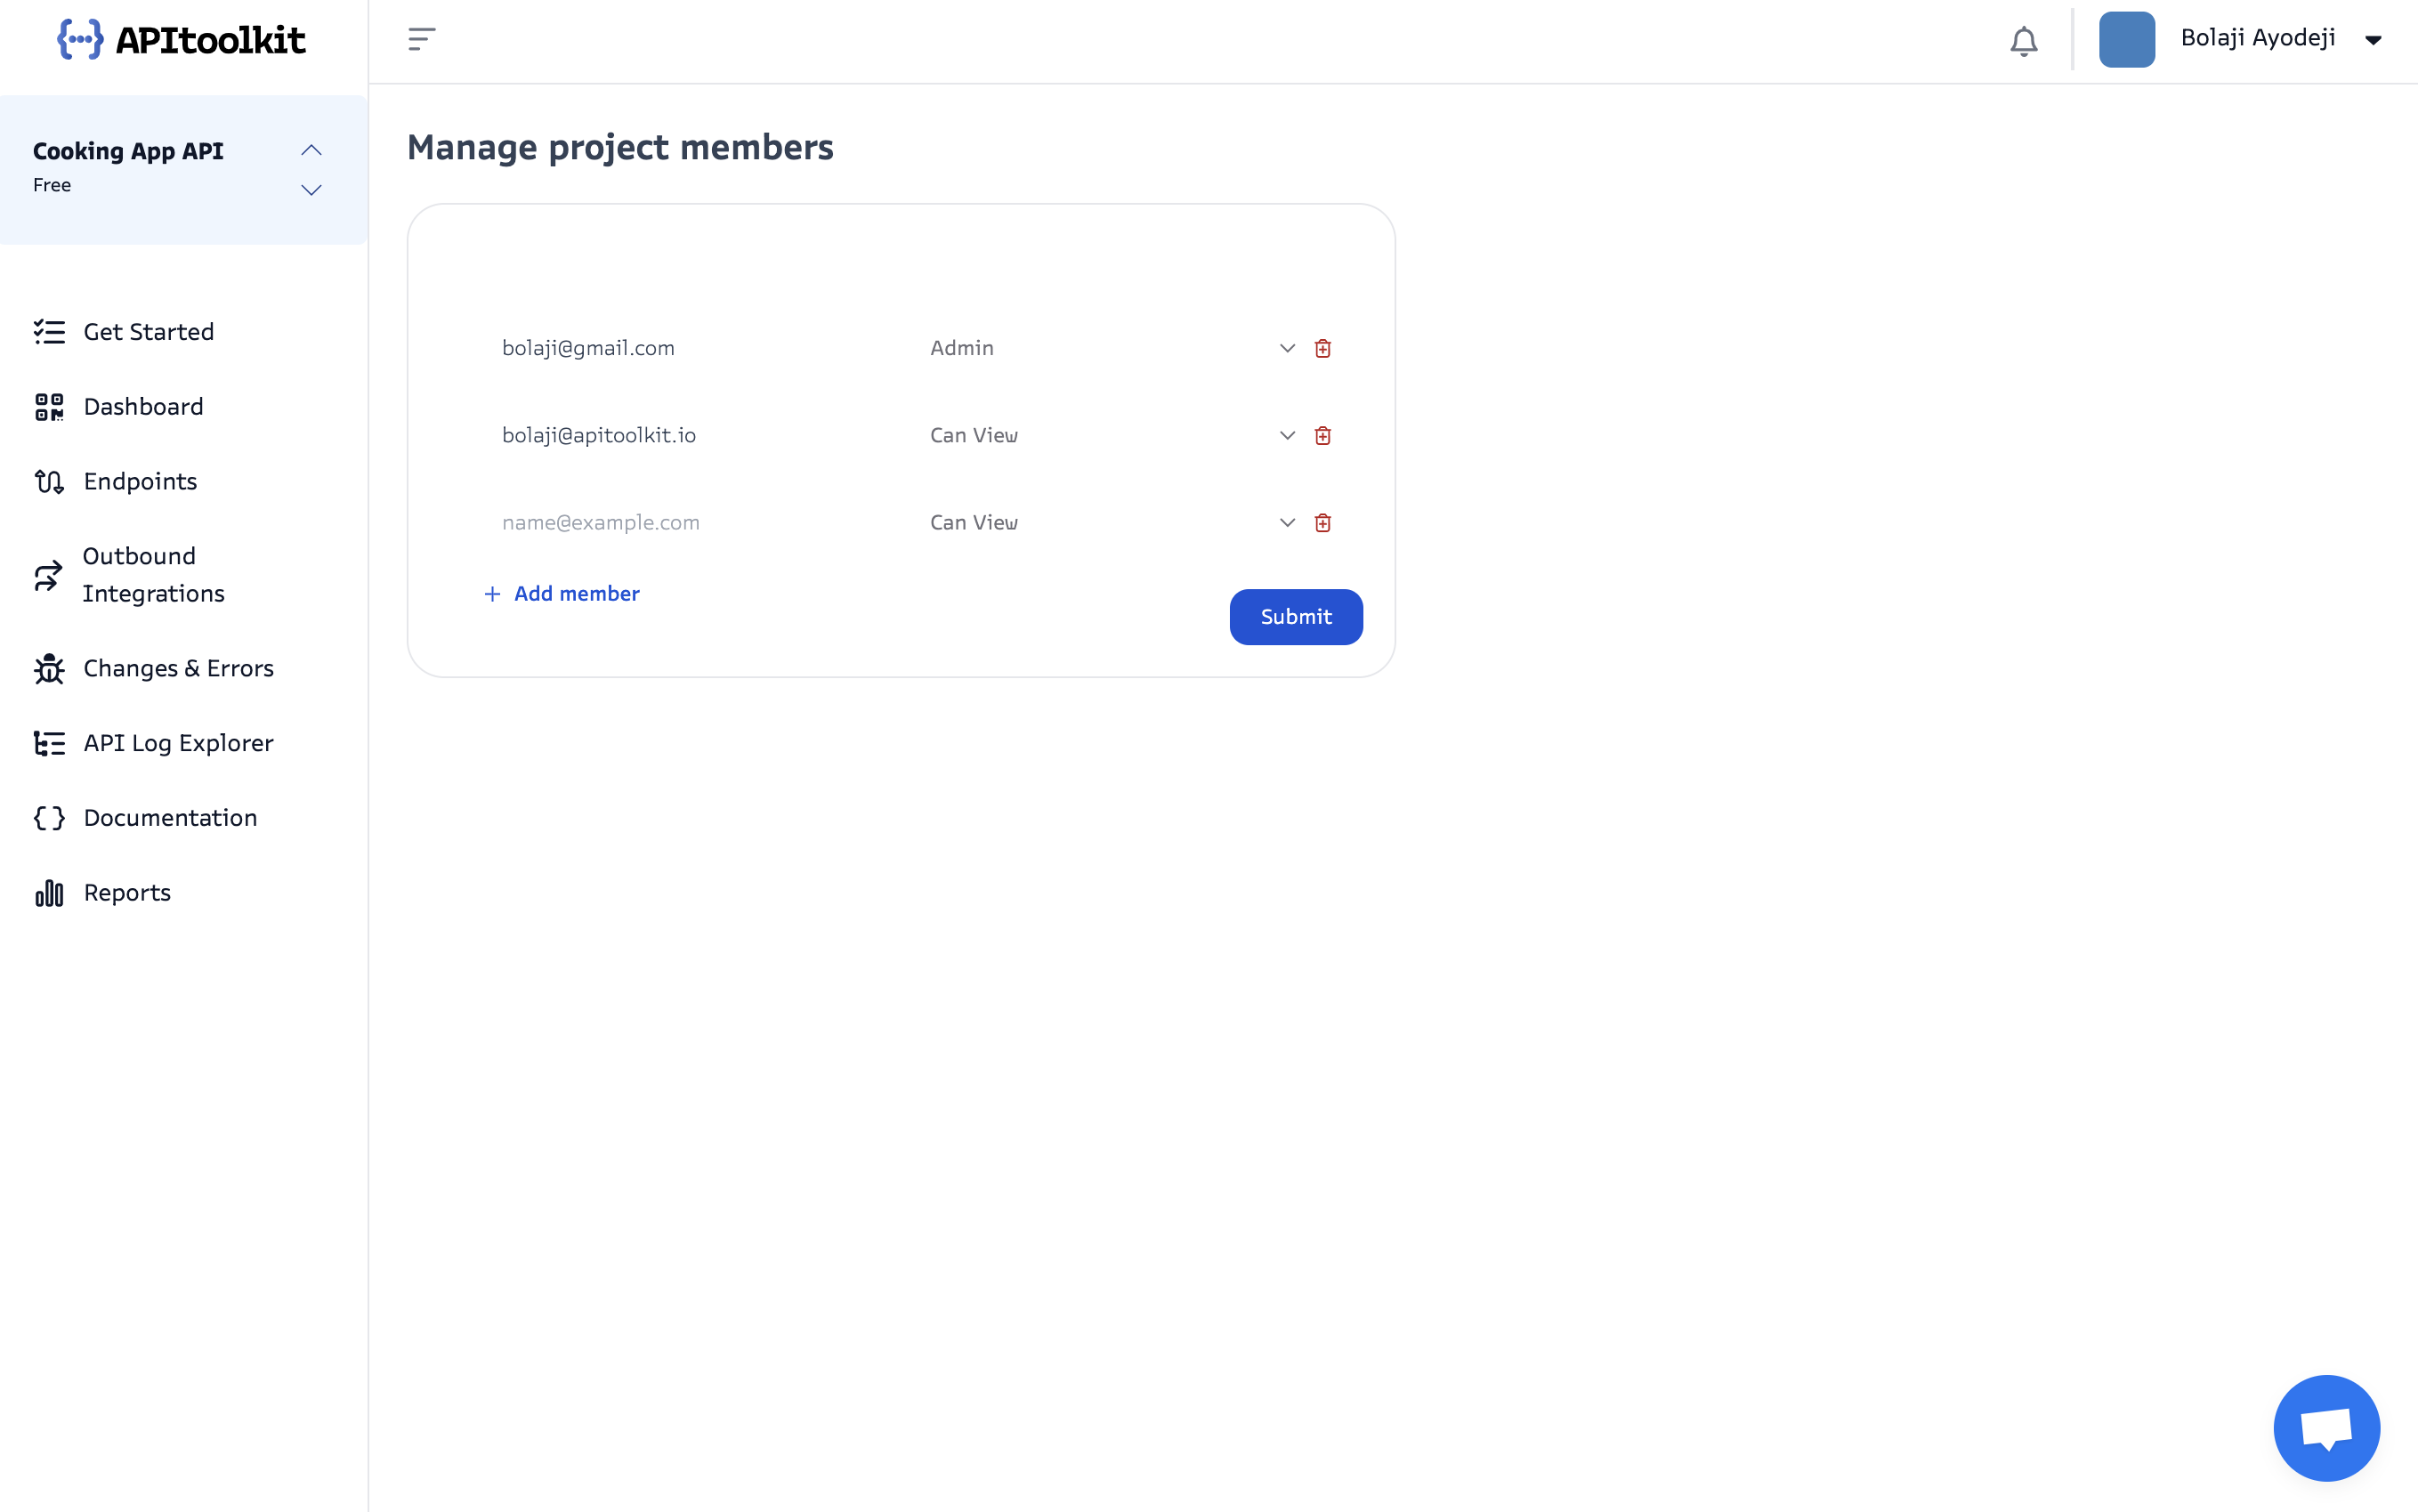 APItoolkit
Bolaji Ayodeji
Cooking App API
Free
Get Started
Dashboard
Endpoints
Outbound
Integrations
Changes & Errors
API Log Explorer
Documentation
Reports
Manage project members
bolaji@gmail.com Admin
bolaji@apitoolkit.io Can View
name@example.com Can View
+ Add member
Submit